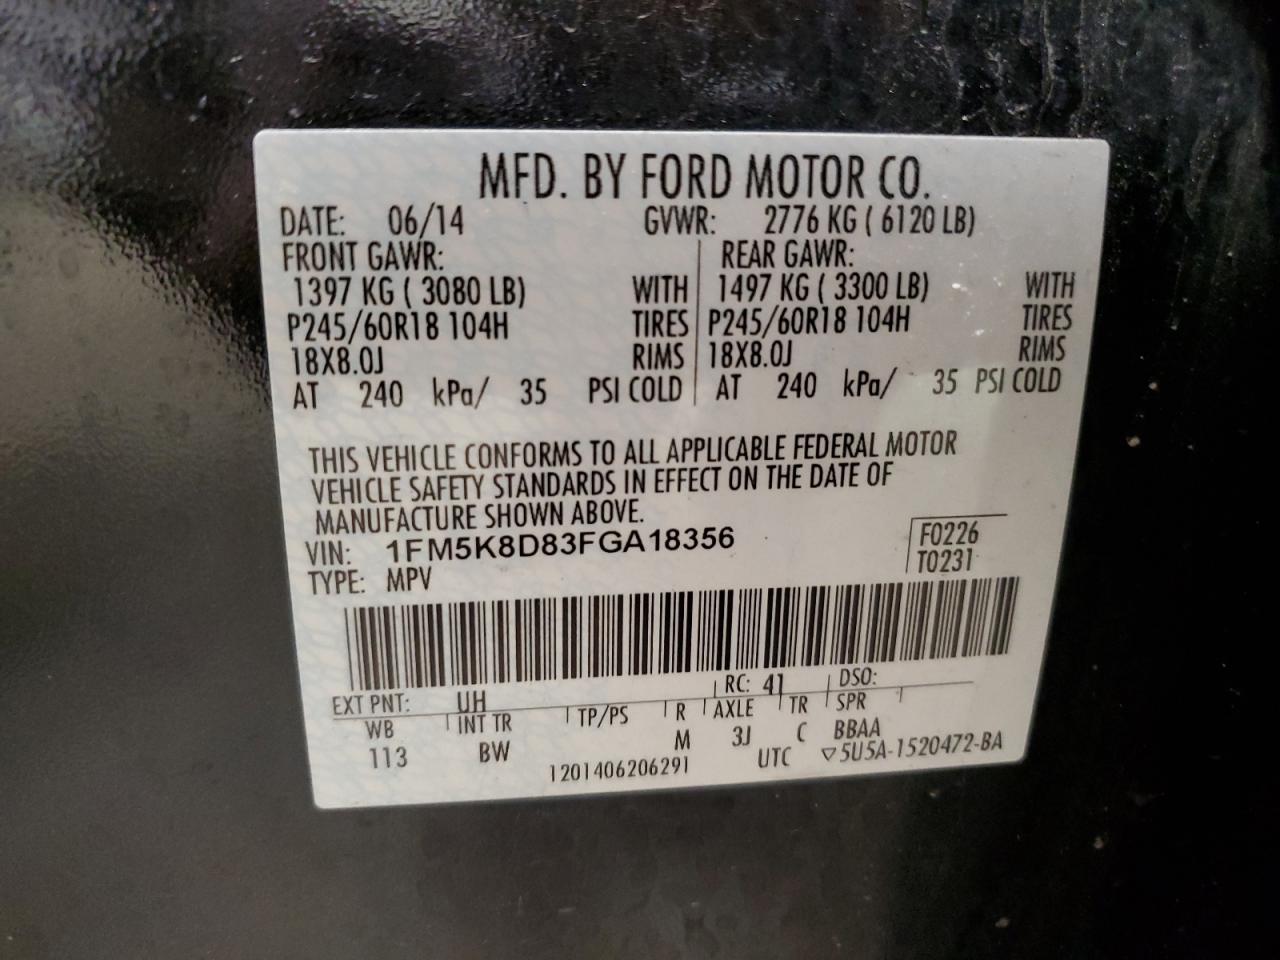 MFD. BY FORD MOTOR CO.
DATE: 06/14 GVWR: 2776 KG ( 6120 LB)
FRONT GAWR: REAR GAWR:
1397 KG ( 3080 LB) WITH 1497 KG ( 3300 LB) WITH
P245/60R18 104H TIRES P245/60R18 104H TIRES
18X8.0J RIMS 18X8.0J RIMS
AT 240 kPa/ 35 PSI COLD AT 240 kPa/ 35 PSI COLD
THIS VEHICLE CONFORMS TO ALL APPLICABLE FEDERAL MOTOR
VEHICLE SAFETY STANDARDS IN EFFECT ON THE DATE OF
MANUFACTURE SHOWN ABOVE.
VIN: 1FM5K8D83FGA18356 F0226
TYPE: MPV T0231
EXT PNT: UH RC: 41 DSO:
WB INT TR TP/PS R AXLE TR SPR
113 BW M 3J C BBAA
1201406206291 UTC ▽5U5A-1520472-BA